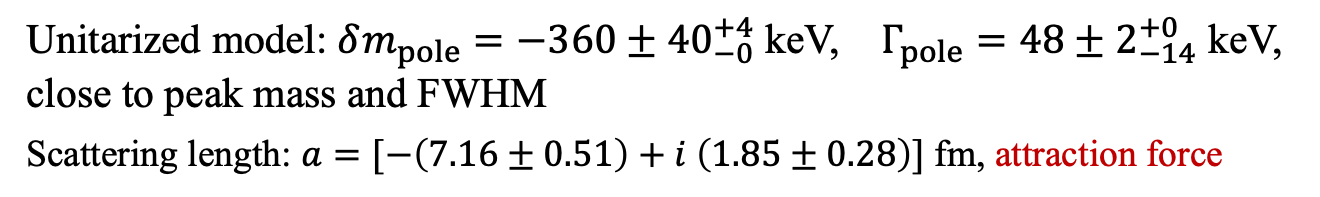 Unitarized model: δm_pole = −360 ± 40^{+4}_{−0} keV, Γ_pole = 48 ± 2^{+0}_{−14} keV,
close to peak mass and FWHM
Scattering length: a = [−(7.16 ± 0.51) + i (1.85 ± 0.28)] fm, attraction force